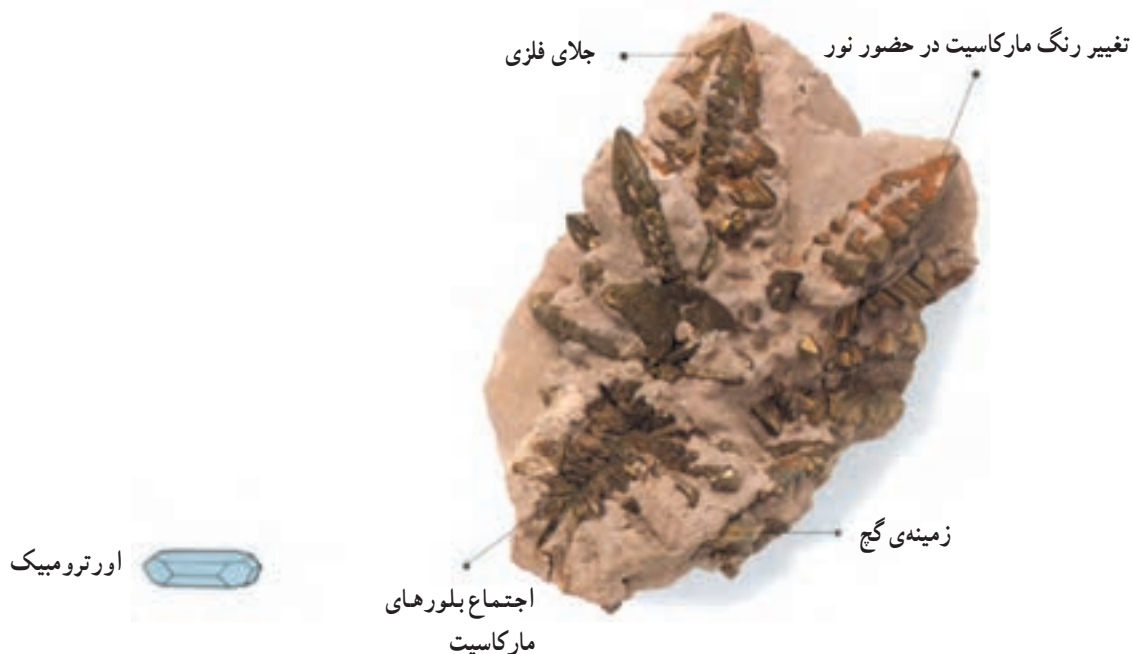 تغییر رنگ مارکاسیت در حضور نور
جلای فلزی
زمینه‌ی گچ
اجتماع بلورهای
مارکاسیت
اورترومبیک